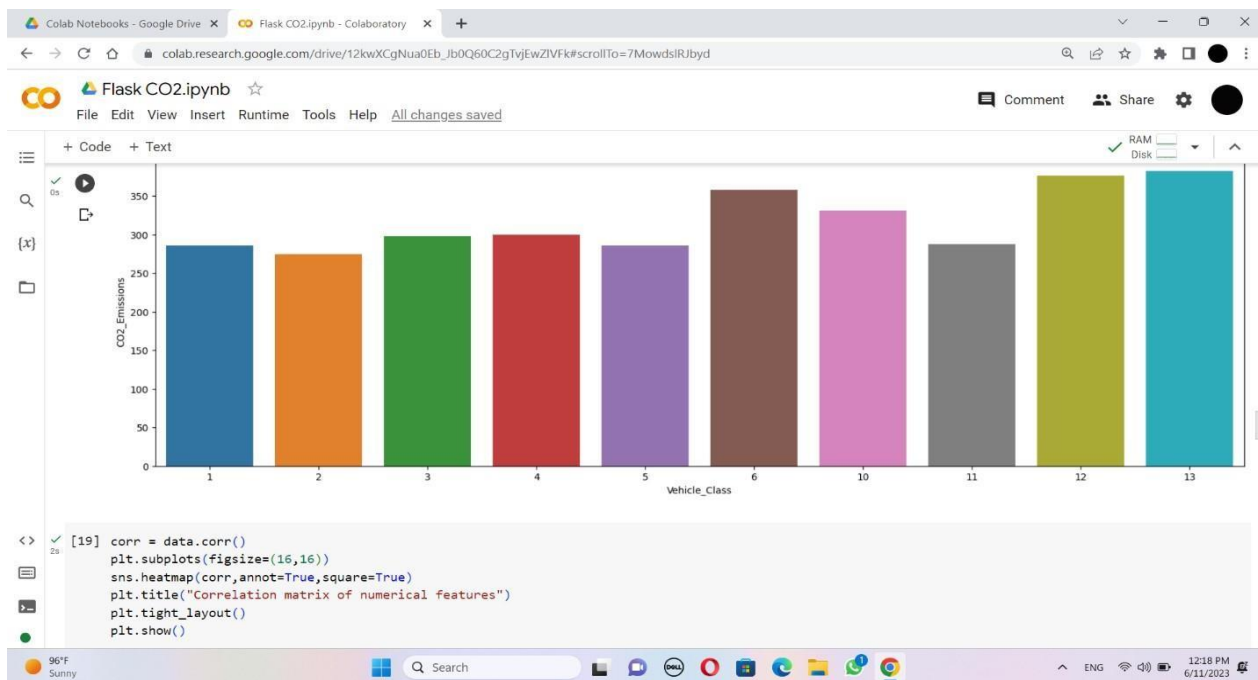 Colab Notebooks - Google Drive
Flask CO2.ipynb - Colaboratory
colab.research.google.com/drive/12kwXCgNua0Eb_Jb0Q60C2gTvjEwZlVFk#scrollTo=7MowdslRJbyd
CO
Flask CO2.ipynb
Comment
Share
File Edit View Insert Runtime Tools Help All changes saved
+ Code + Text
RAM
Disk
0s
{x}
350
300
250
200
150
100
50
0
CO2_Emissions
1 2 3 4 5 6 10 11 12 13
Vehicle_Class
2s
[19] corr = data.corr()
plt.subplots(figsize=(16,16))
sns.heatmap(corr,annot=True,square=True)
plt.title("Correlation matrix of numerical features")
plt.tight_layout()
plt.show()
96°F
Sunny
Search
DELL
1
ENG
12:18 PM
6/11/2023